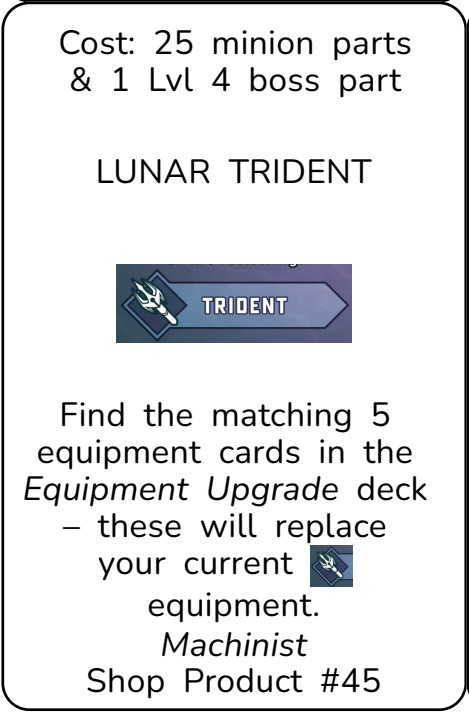 Cost: 25 minion parts
& 1 Lvl 4 boss part
LUNAR TRIDENT
TRIDENT
Find the matching 5
equipment cards in the
Equipment Upgrade deck
– these will replace
your current
equipment.
Machinist
Shop Product #45